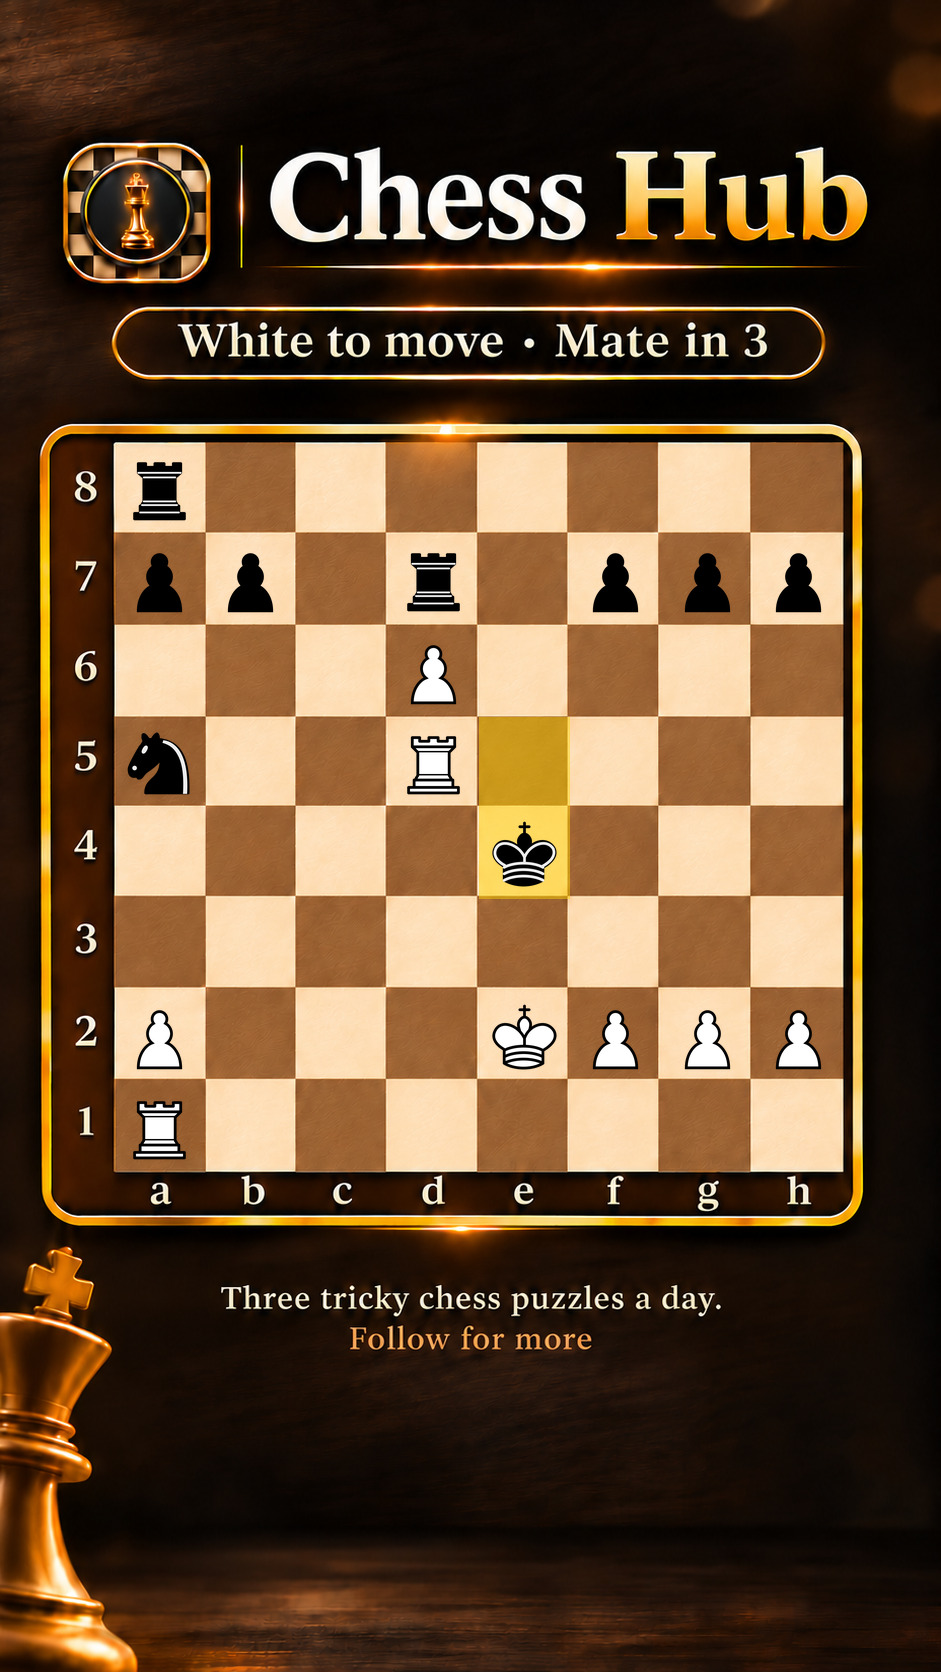 Chess Hub
White to move • Mate in 3
8
7
6
5
4
3
2
1
a b c d e f g h
Three tricky chess puzzles a day.
Follow for more